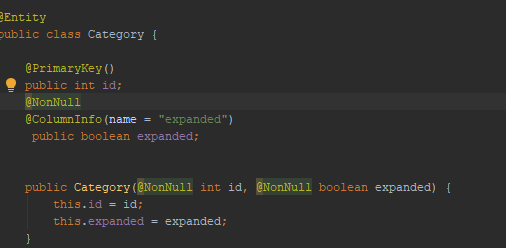 @Entity
public class Category {
@PrimaryKey()
public int id;
@NonNull
@ColumnInfo(name = "expanded")
public boolean expanded;
public Category(@NonNull int id, @NonNull boolean expanded) {
this.id = id;
this.expanded = expanded;
}